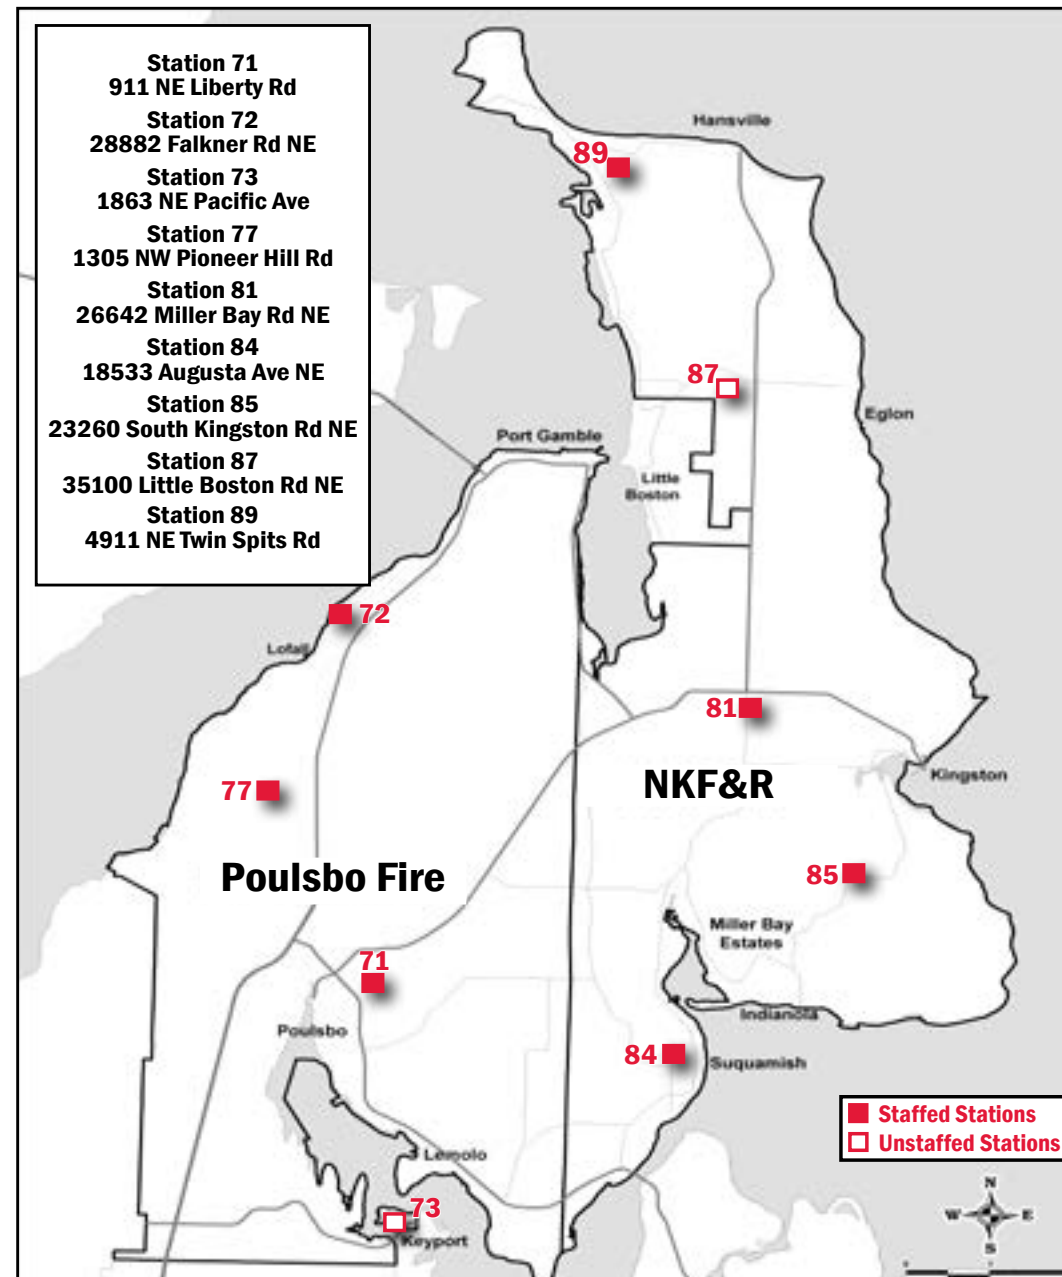 Station 71
911 NE Liberty Rd
Station 72
28882 Falkner Rd NE
Station 73
1863 NE Pacific Ave
Station 77
1305 NW Pioneer Hill Rd
Station 81
26642 Miller Bay Rd NE
Station 84
18533 Augusta Ave NE
Station 85
23260 South Kingston Rd NE
Station 87
35100 Little Boston Rd NE
Station 89
4911 NE Twin Spits Rd
Hansville
89
87
Eglon
Port Gamble
Little
Boston
72
Lofall
81
Kingston
77
NKF&R
Poulsbo Fire
85
Miller Bay
Estates
71
Indianola
Poulsbo
84
Suquamish
Staffed Stations
Unstaffed Stations
Lemolo
73
Keyport
N
W
E
S